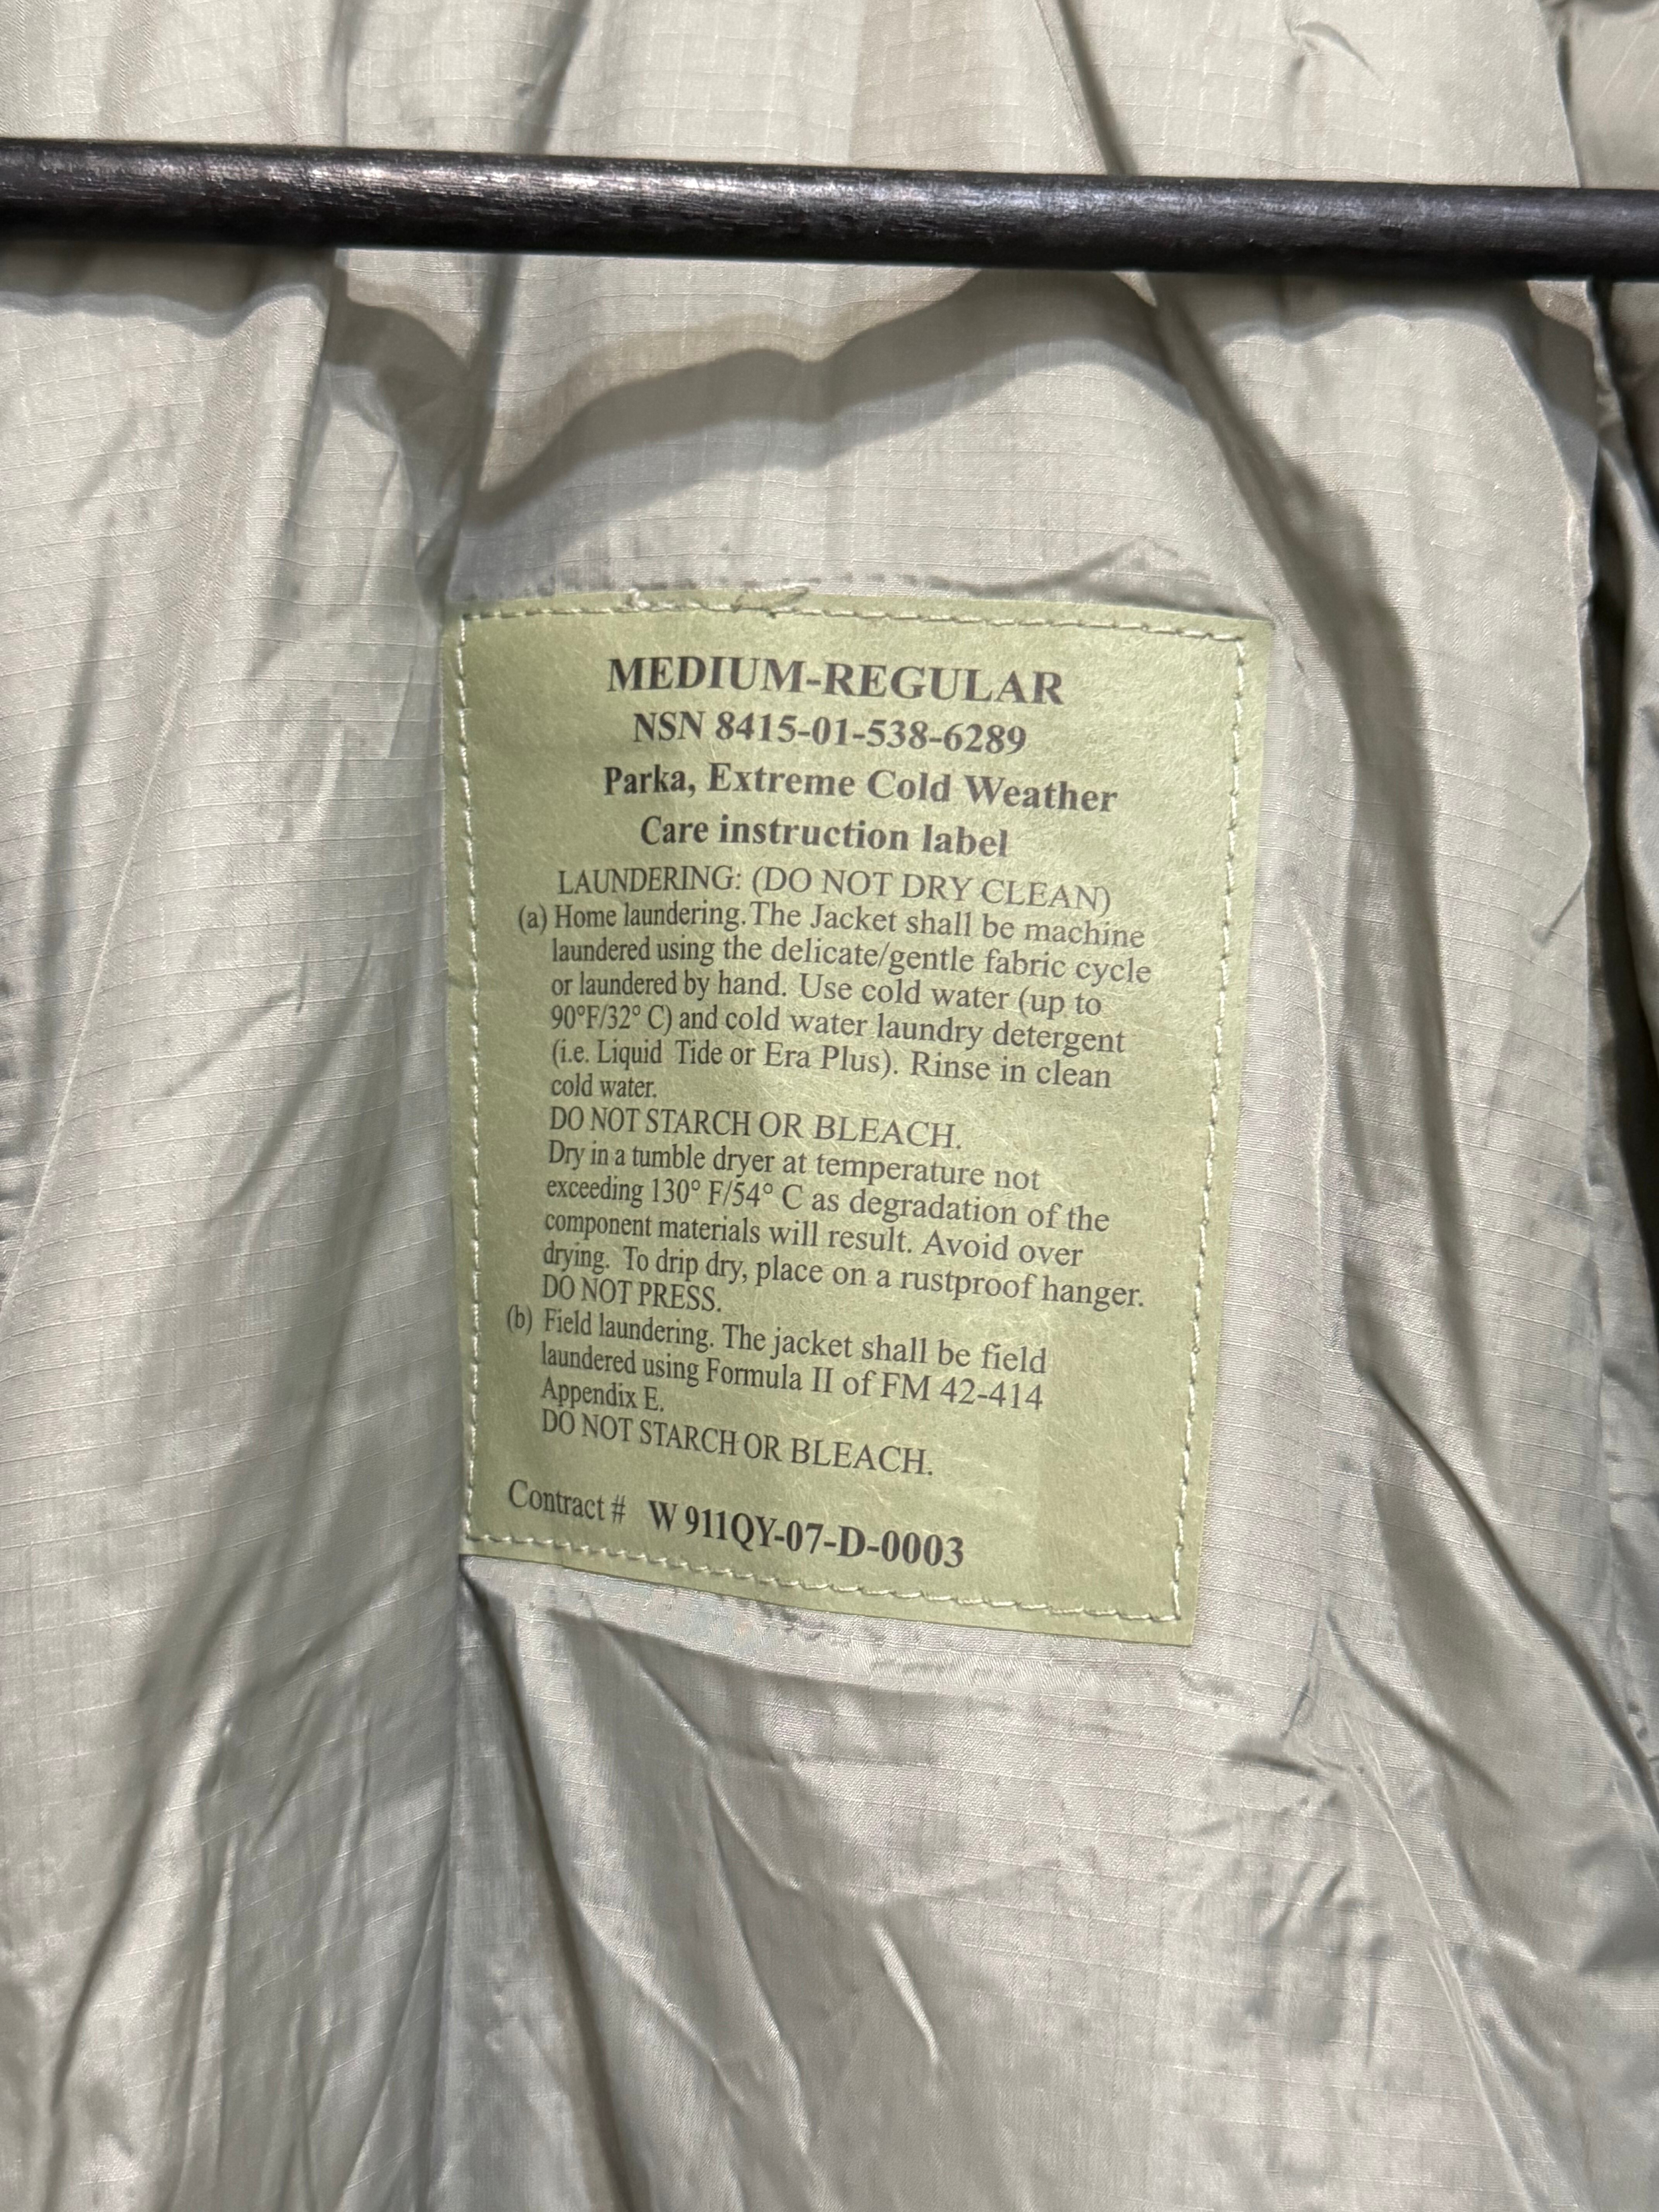 MEDIUM-REGULAR
NSN 8415-01-538-6289
Parka, Extreme Cold Weather
Care instruction label
LAUNDERING: (DO NOT DRY CLEAN)
(a) Home laundering. The Jacket shall be machine
laundered using the delicate/gentle fabric cycle
or laundered by hand. Use cold water (up to
90°F/32° C) and cold water laundry detergent
(i.e. Liquid Tide or Era Plus). Rinse in clean
cold water.
DO NOT STARCH OR BLEACH.
Dry in a tumble dryer at temperature not
exceeding 130° F/54° C as degradation of the
component materials will result. Avoid over
drying. To drip dry, place on a rustproof hanger.
DO NOT PRESS.
(b) Field laundering. The jacket shall be field
laundered using Formula II of FM 42-414
Appendix E.
DO NOT STARCH OR BLEACH.
Contract # W 911QY-07-D-0003